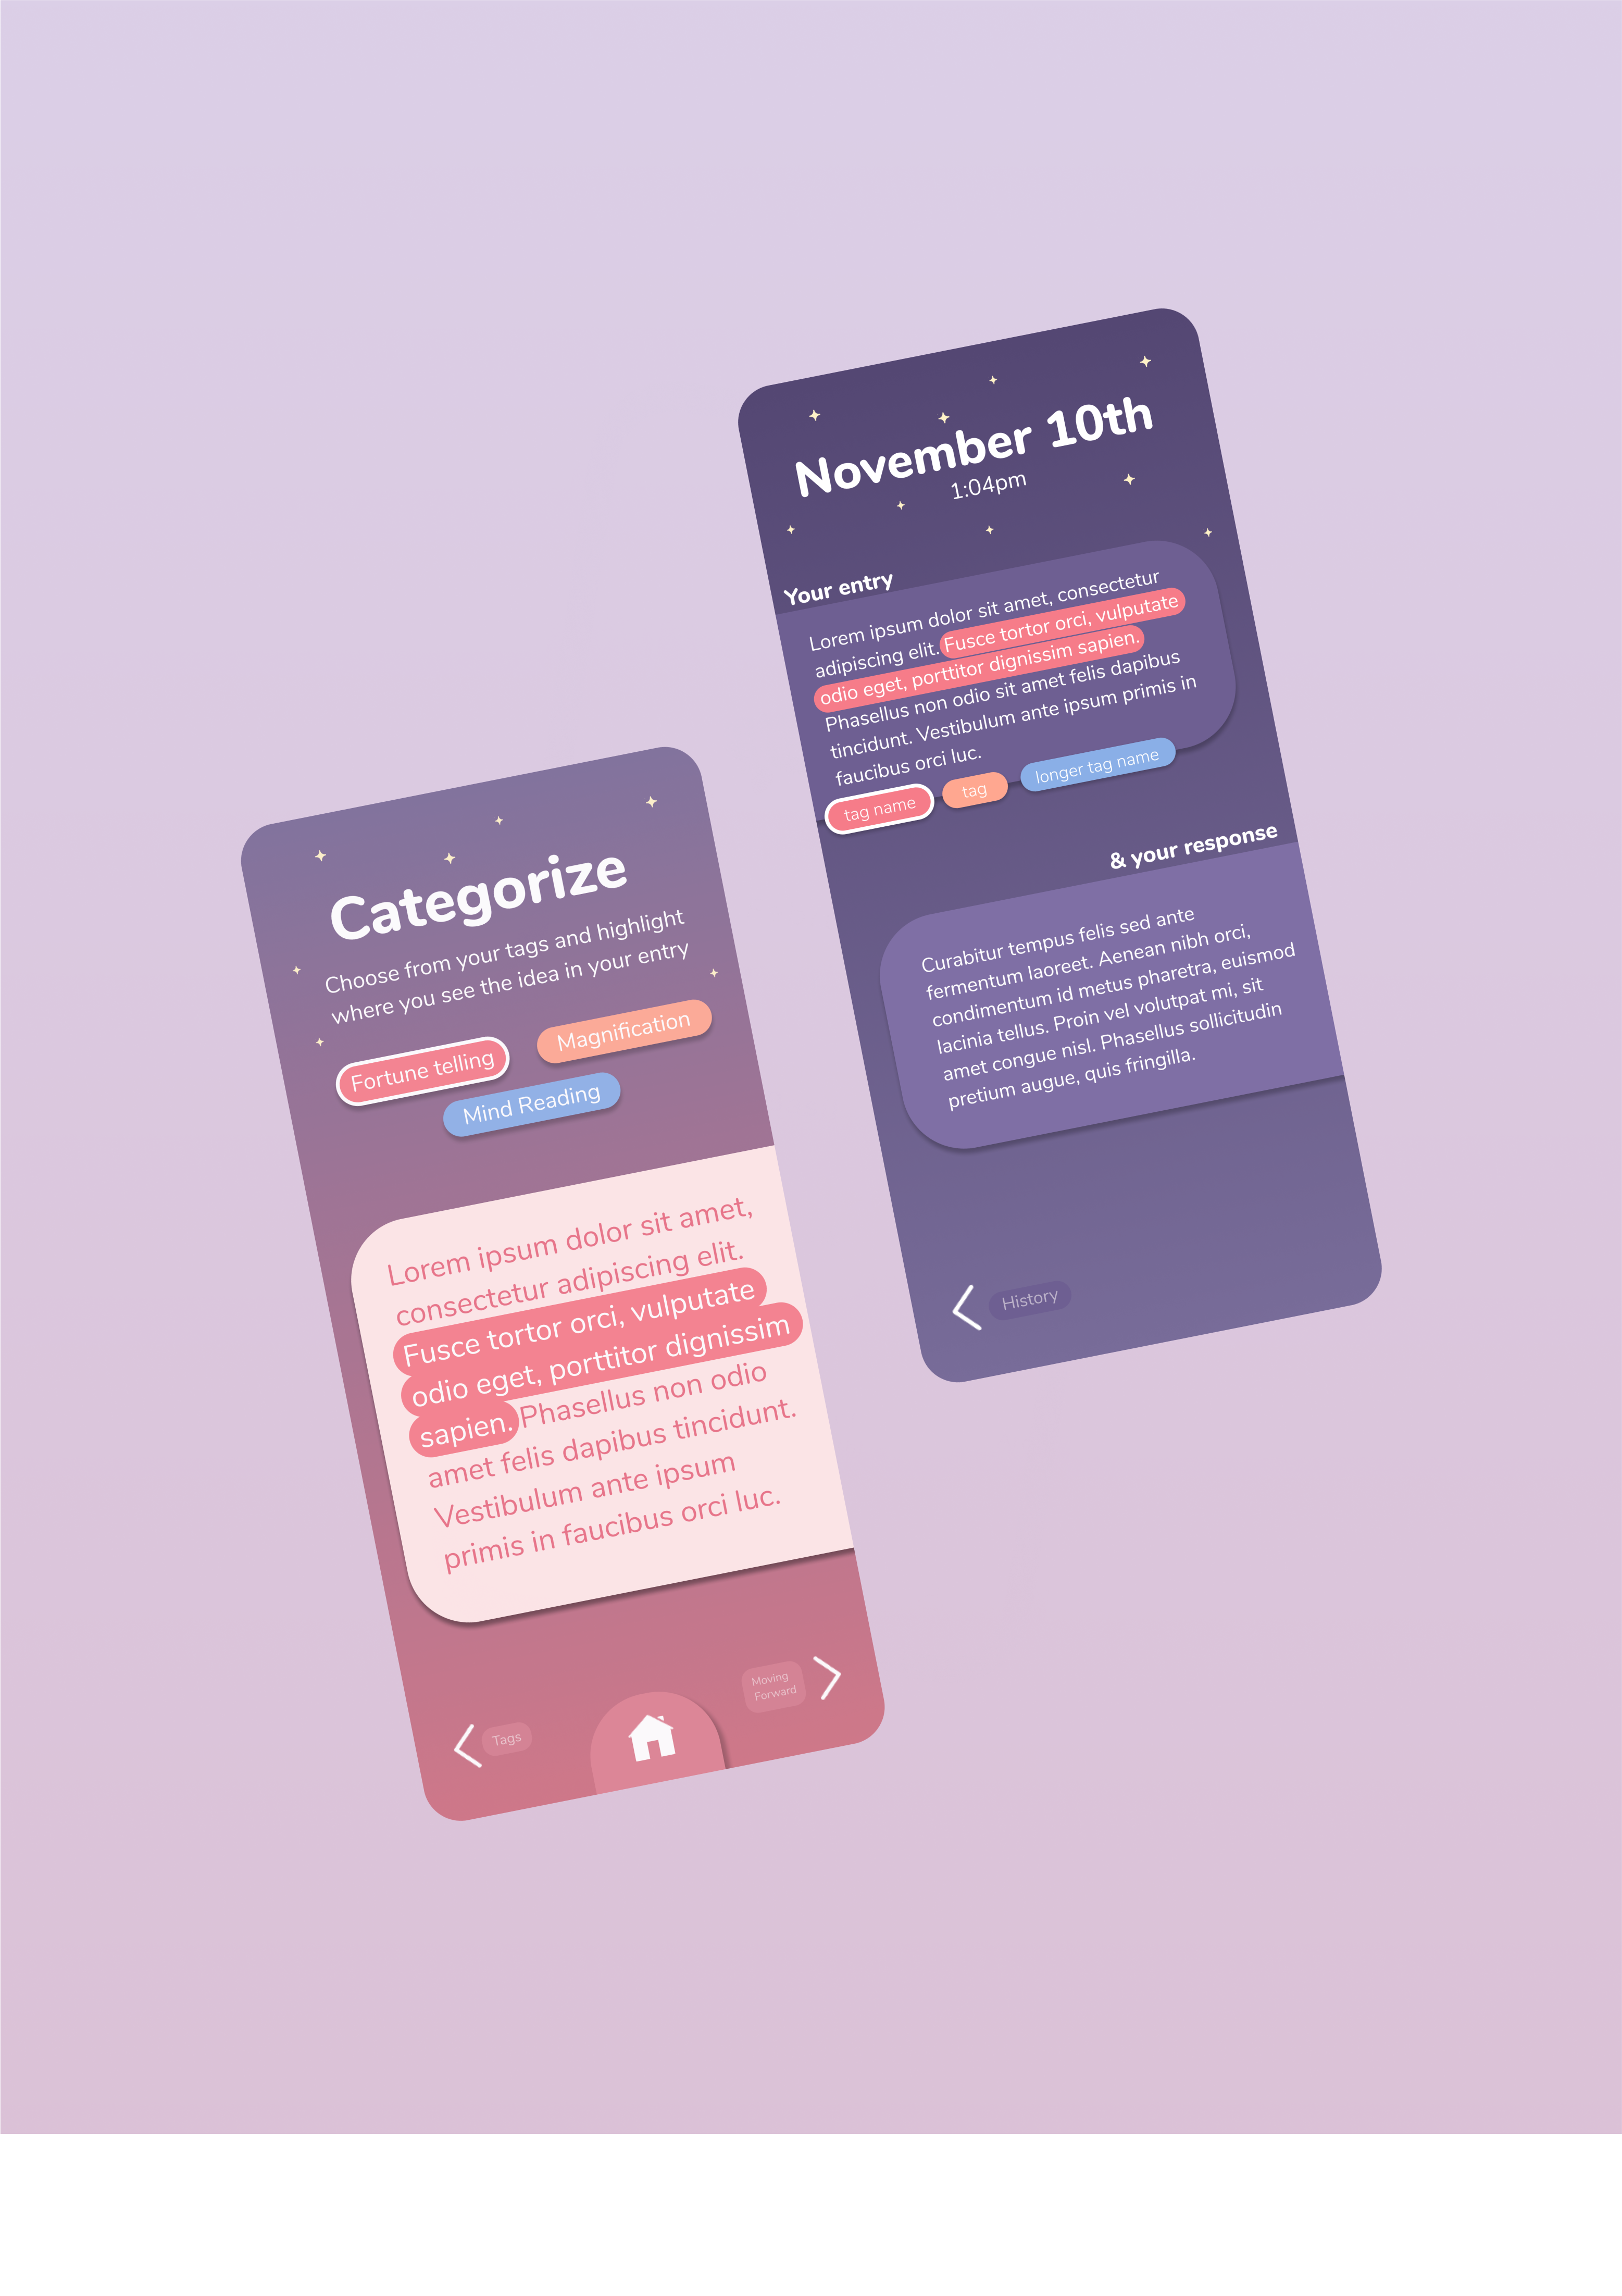 Categorize
Choose from your tags and highlight
where you see the idea in your entry
Fortune telling
Magnification
Mind Reading
Lorem ipsum dolor sit amet,
consectetur adipiscing elit.
Fusce tortor orci, vulputate
odio eget, porttitor dignissim
sapien. Phasellus non odio
amet felis dapibus tincidunt.
Vestibulum ante ipsum
primis in faucibus orci luc.
Tags
Moving
Forward
November 10th
1:04pm
Your entry
Lorem ipsum dolor sit amet, consectetur
adipiscing elit. Fusce tortor orci, vulputate
odio eget, porttitor dignissim sapien.
Phasellus non odio sit amet felis dapibus
tincidunt. Vestibulum ante ipsum primis in
faucibus orci luc.
tag name
tag
longer tag name
& your response
Curabitur tempus felis sed ante
fermentum laoreet. Aenean nibh orci,
condimentum id metus pharetra, euismod
lacinia tellus. Proin vel volutpat mi, sit
amet congue nisl. Phasellus sollicitudin
pretium augue, quis fringilla.
History